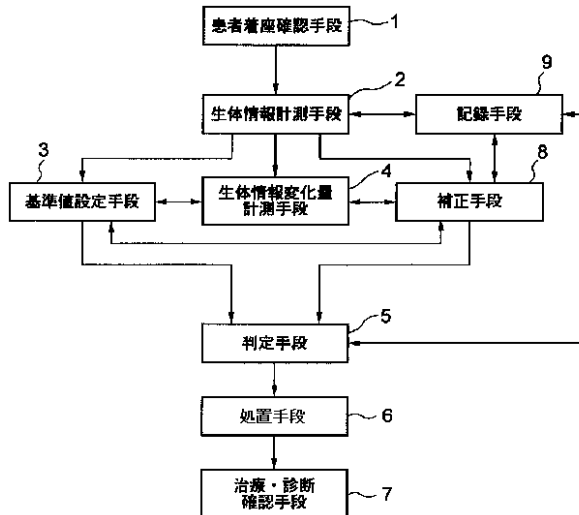 患者着座確認手段
1
生体情報計測手段
2
記録手段
9
基準値設定手段
3
生体情報変化量
計測手段
4
補正手段
8
判定手段
5
処置手段
6
治療・診断
確認手段
7